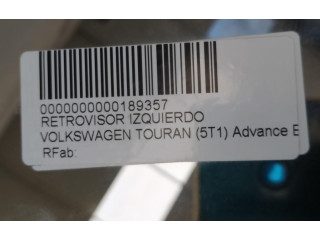 0000000000189357
RETROVISOR IZQUIERDO
VOLKSWAGEN TOURAN (5T1) Advance E
RFab: